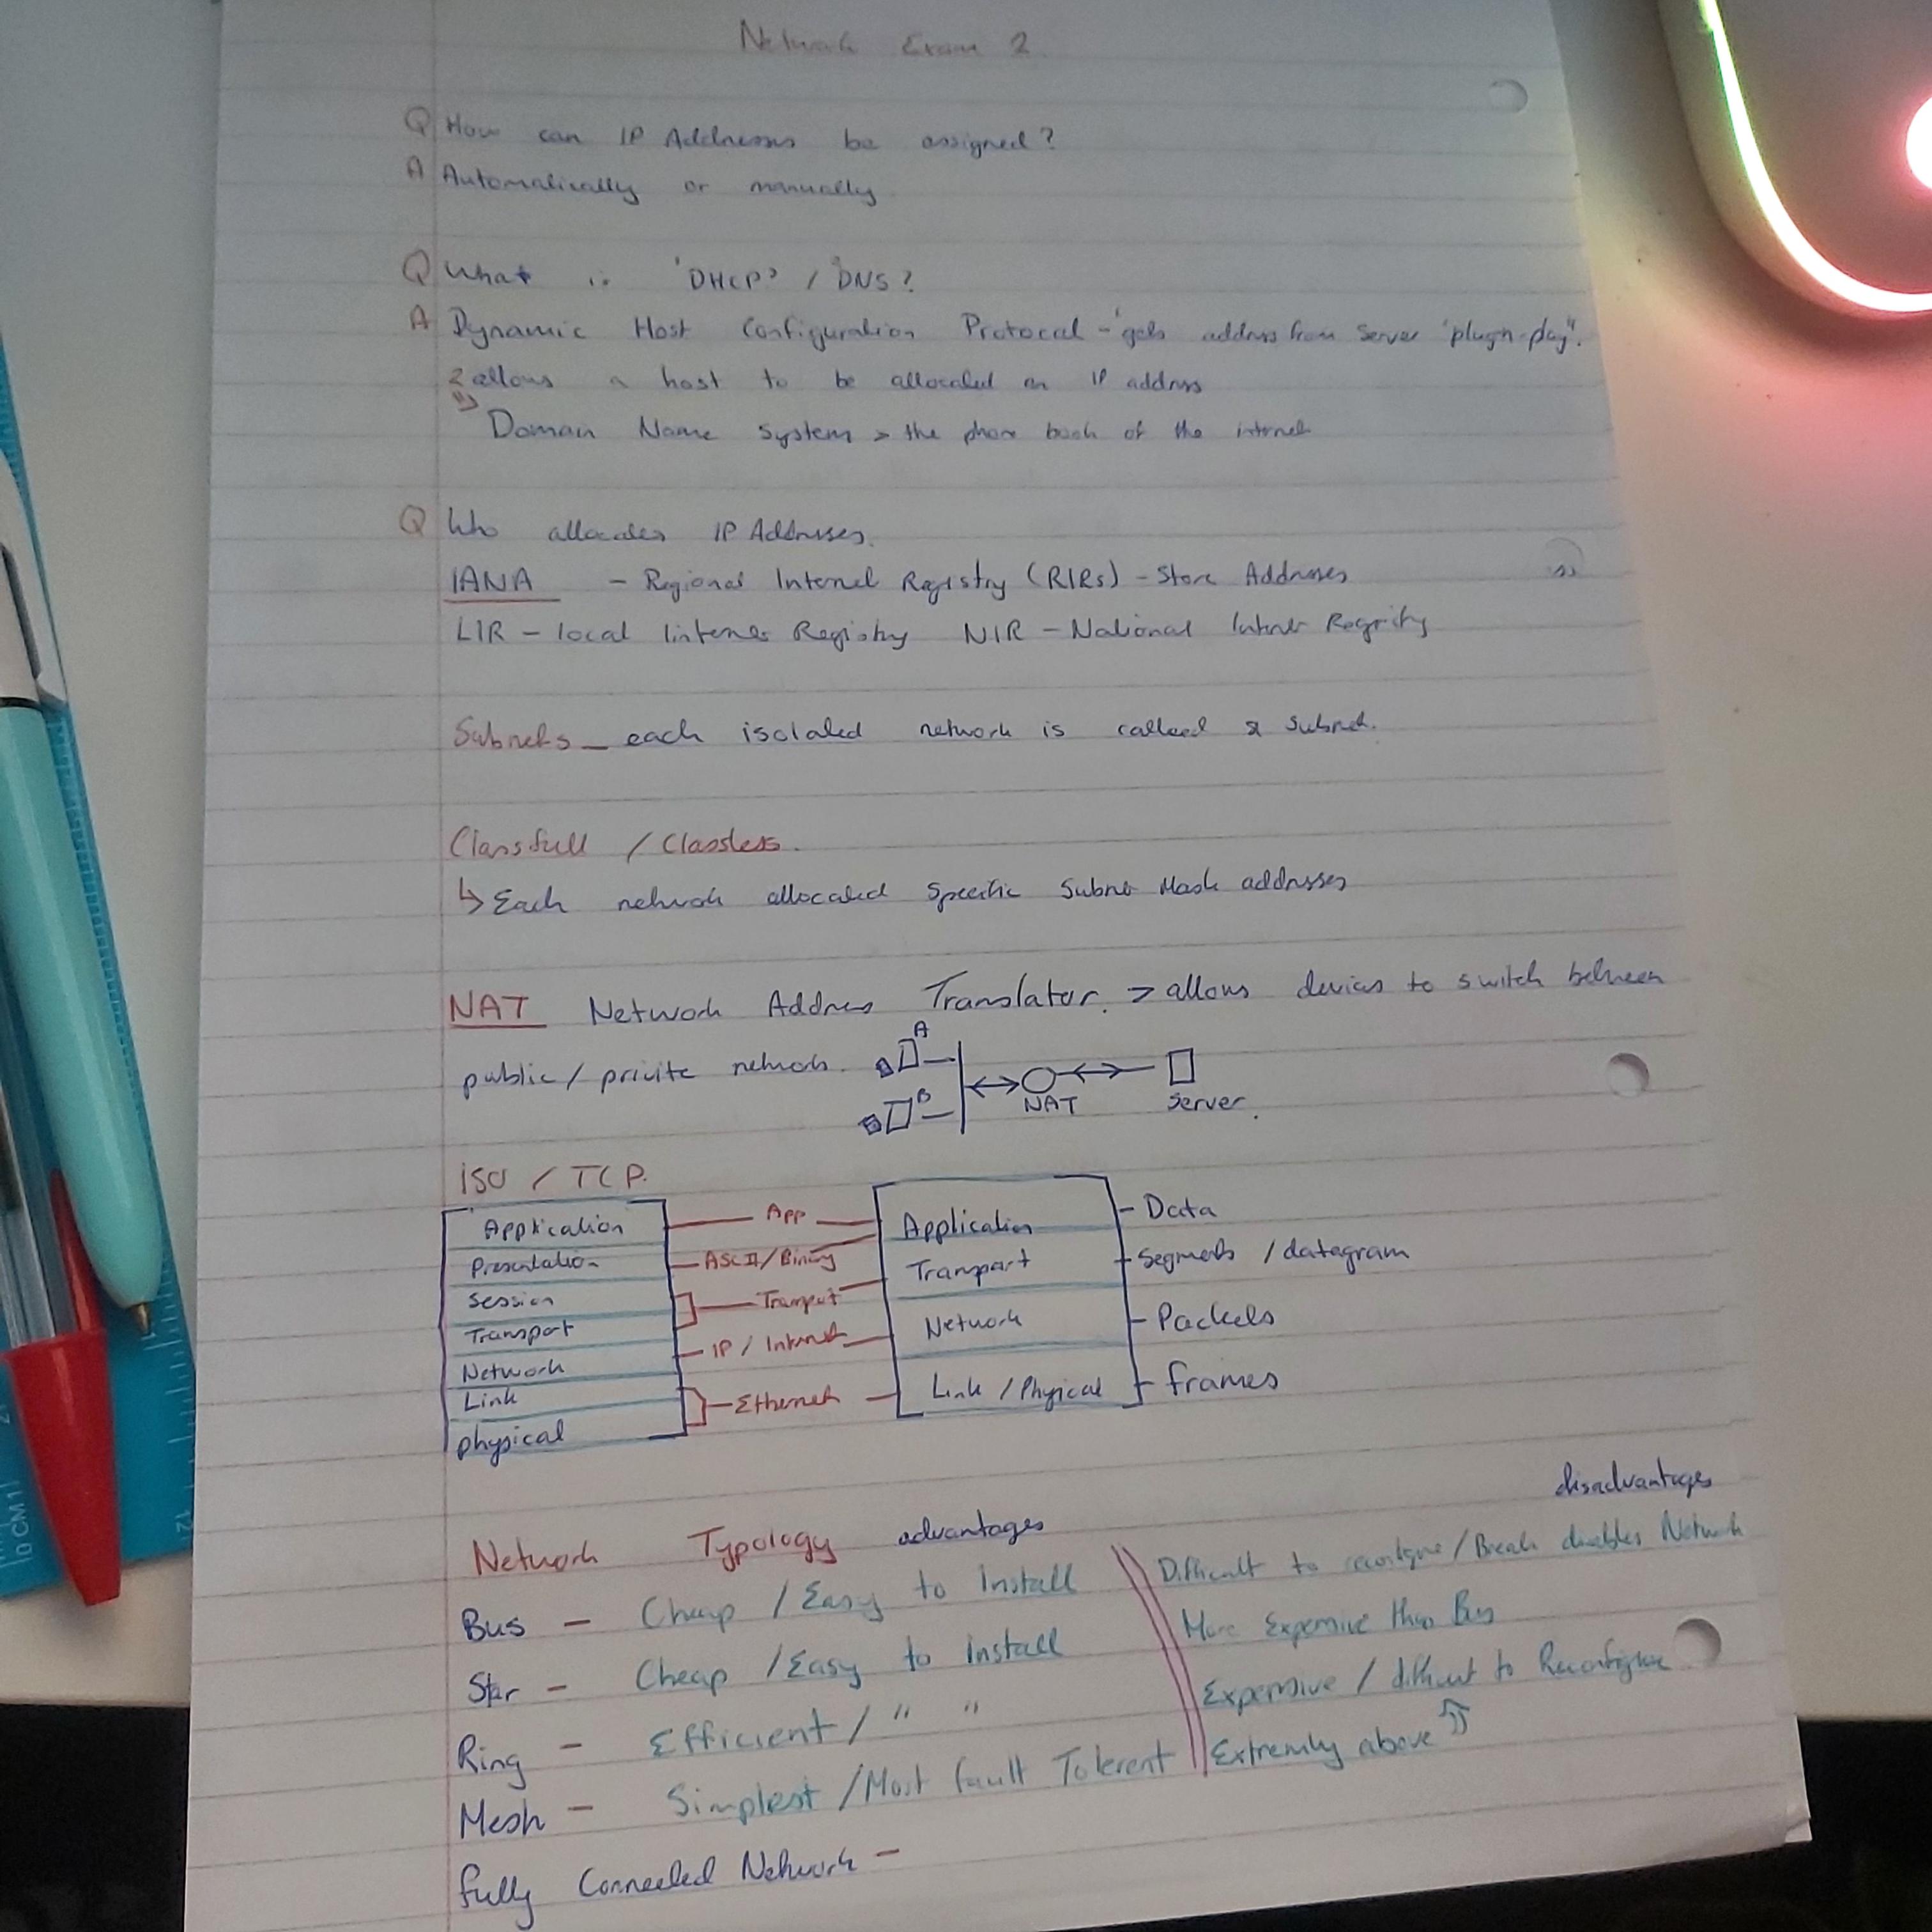 Network Exam 2
Q How can IP Addresses be assigned?
A Automatically or manually
Q What is 'DHCP' / DNS?
A Dynamic Host Configuration Protocal - 'gets address from server "plug n-play".
allows a host to be allocated an IP address
Domain Name System > the phone book of the internet
Q Who allocates IP Addresses.
IANA - Regional Internet Registry (RIRs) - Store Addresses
LIR - local Internet Registry NIR - National Internet Regristy
Subnets _ each isolated network is called a subnet.
Classfull / Classless.
↳ Each network allocated Specific Subnet Mask addresses
NAT Network Address Translator. > allows devices to switch between
public / privite network.
A
B
NAT
Server.
ISO / TCP.
Application
App
Application
Data
Presentation
ASCII/Binary
Transport
Segments / datagram
Session
Transport
Transport
Network
Packets
Network
IP / Internet
Link
Ethernet
Link / Physical
frames
physical
Network Typology advantages
disadvantages
Bus - Cheap / Easy to Install
Difficult to reconfigure / Break disables Network
Star - Cheap / Easy to install
More Expensive than Bus
Ring - Efficient / " "
Expensive / difficult to Reconfigure
Mesh - Simplest / Most fault Tolerent
Extremly above
fully Connected Network -